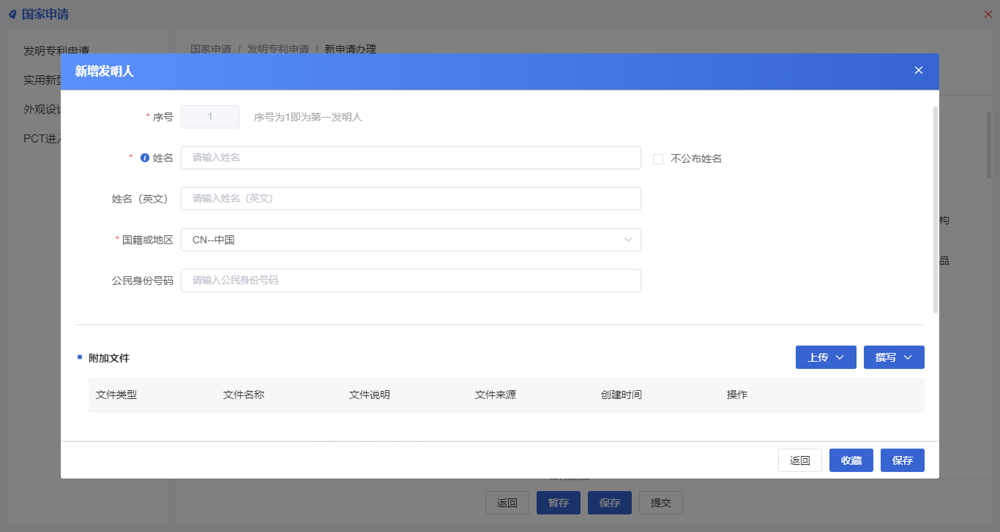 国家申请
发明专利申请
国家申请 / 发明专利申请 / 新申请办理
实用新型
外观设计
PCT进入
构
品
新增发明人
* 序号 1 序号为1即为第一发明人
* 姓名 请输入姓名 不公布姓名
姓名（英文） 请输入姓名（英文）
* 国籍或地区 CN--中国
公民身份号码 请输入公民身份号码
附加文件 上传 撰写
文件类型 文件名称 文件说明 文件来源 创建时间 操作
返回 收藏 保存
返回 暂存 保存 提交